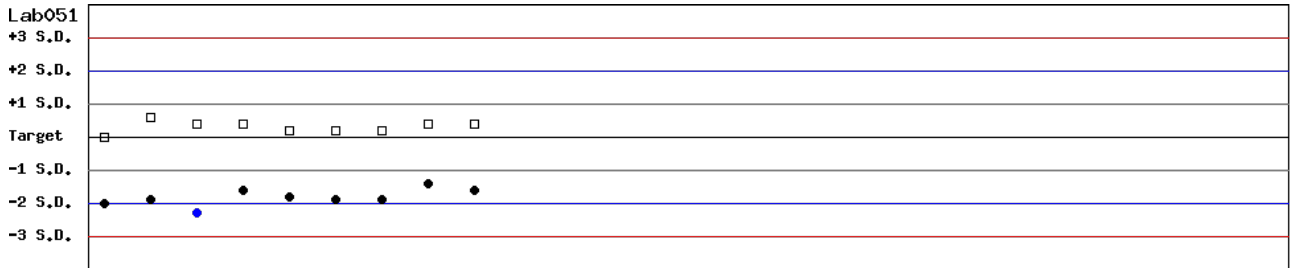 Lab051
+3 S.D.
+2 S.D.
+1 S.D.
Target
-1 S.D.
-2 S.D.
-3 S.D.